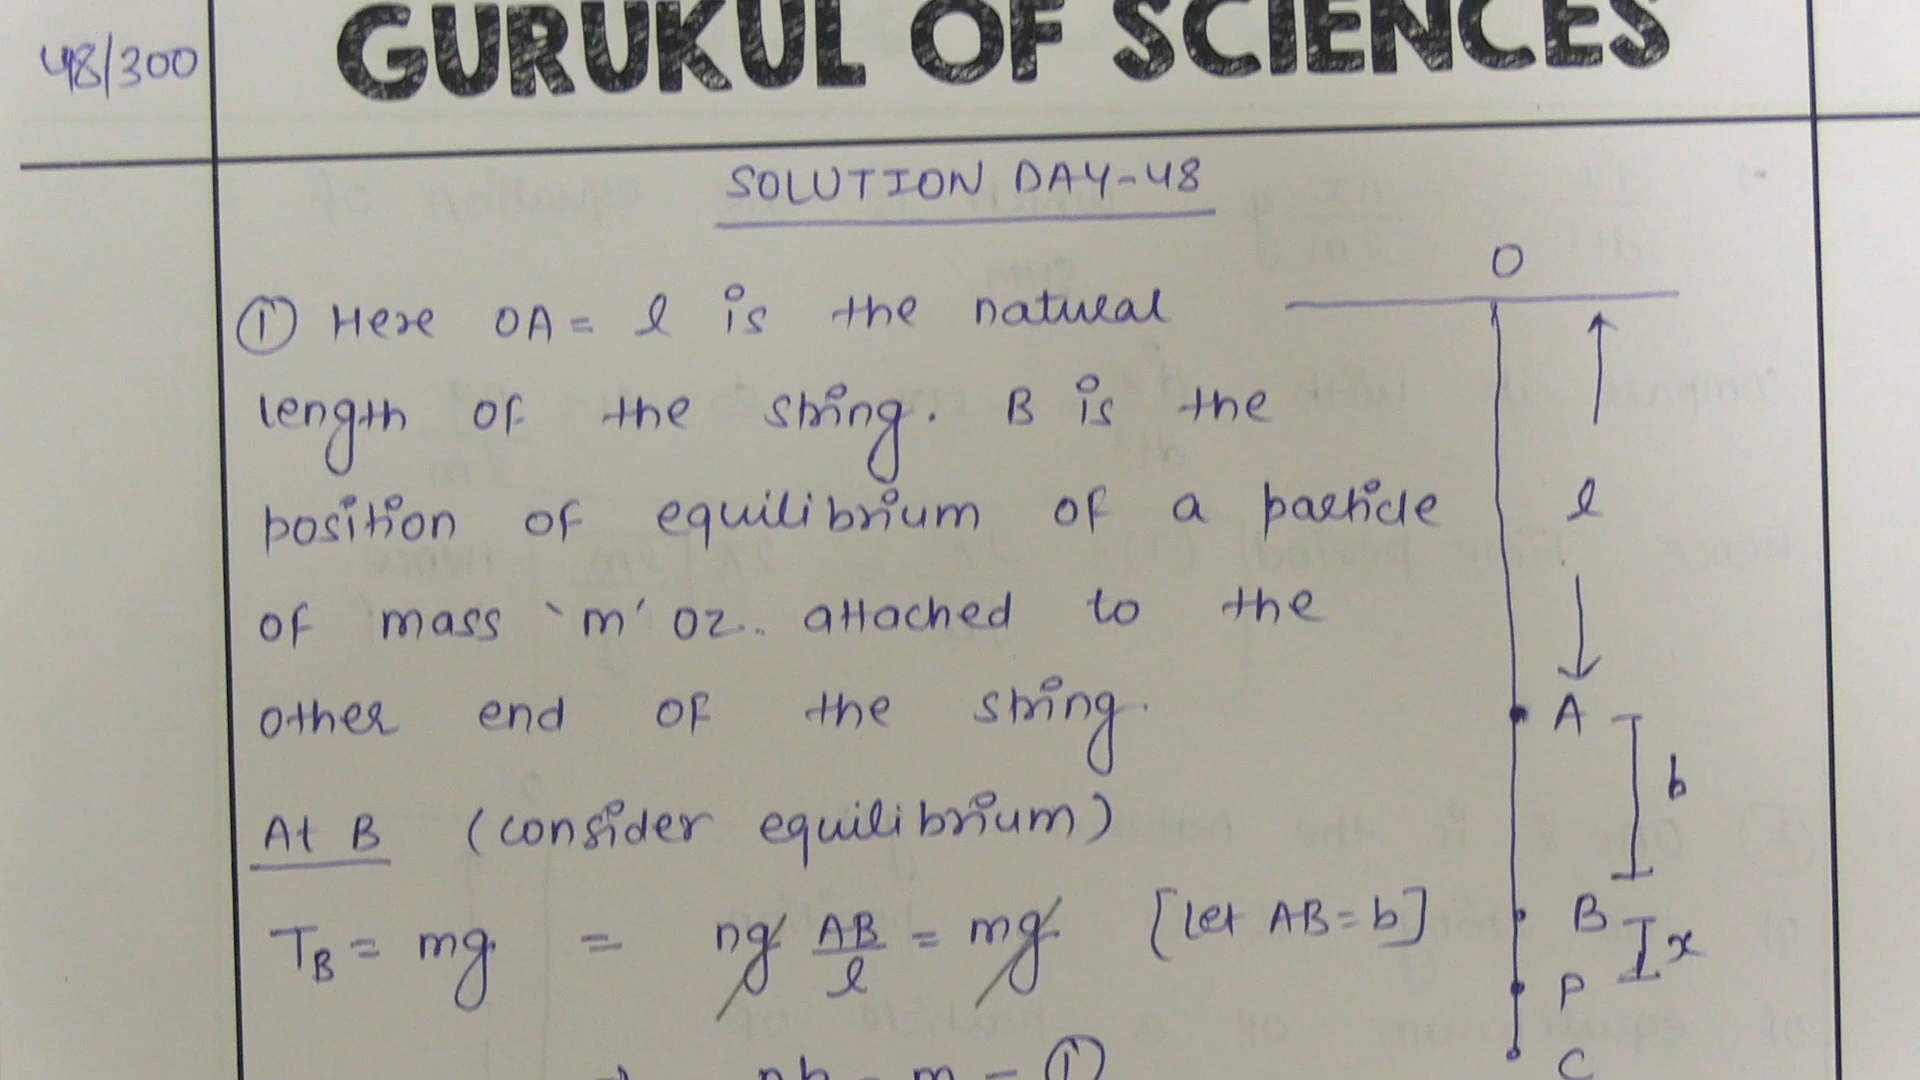 48/300
GURUKUL OF SCIENCES
SOLUTION DAY-48
① Here OA = l is the natural
length of the string. B is the
position of equilibrium of a particle
of mass 'm' oz.. attached to the
other end of the string.
At B (consider equilibrium)
T_B = mg = ng AB/l = mg [let AB = b]
O
l
A
b
B
x
P
C